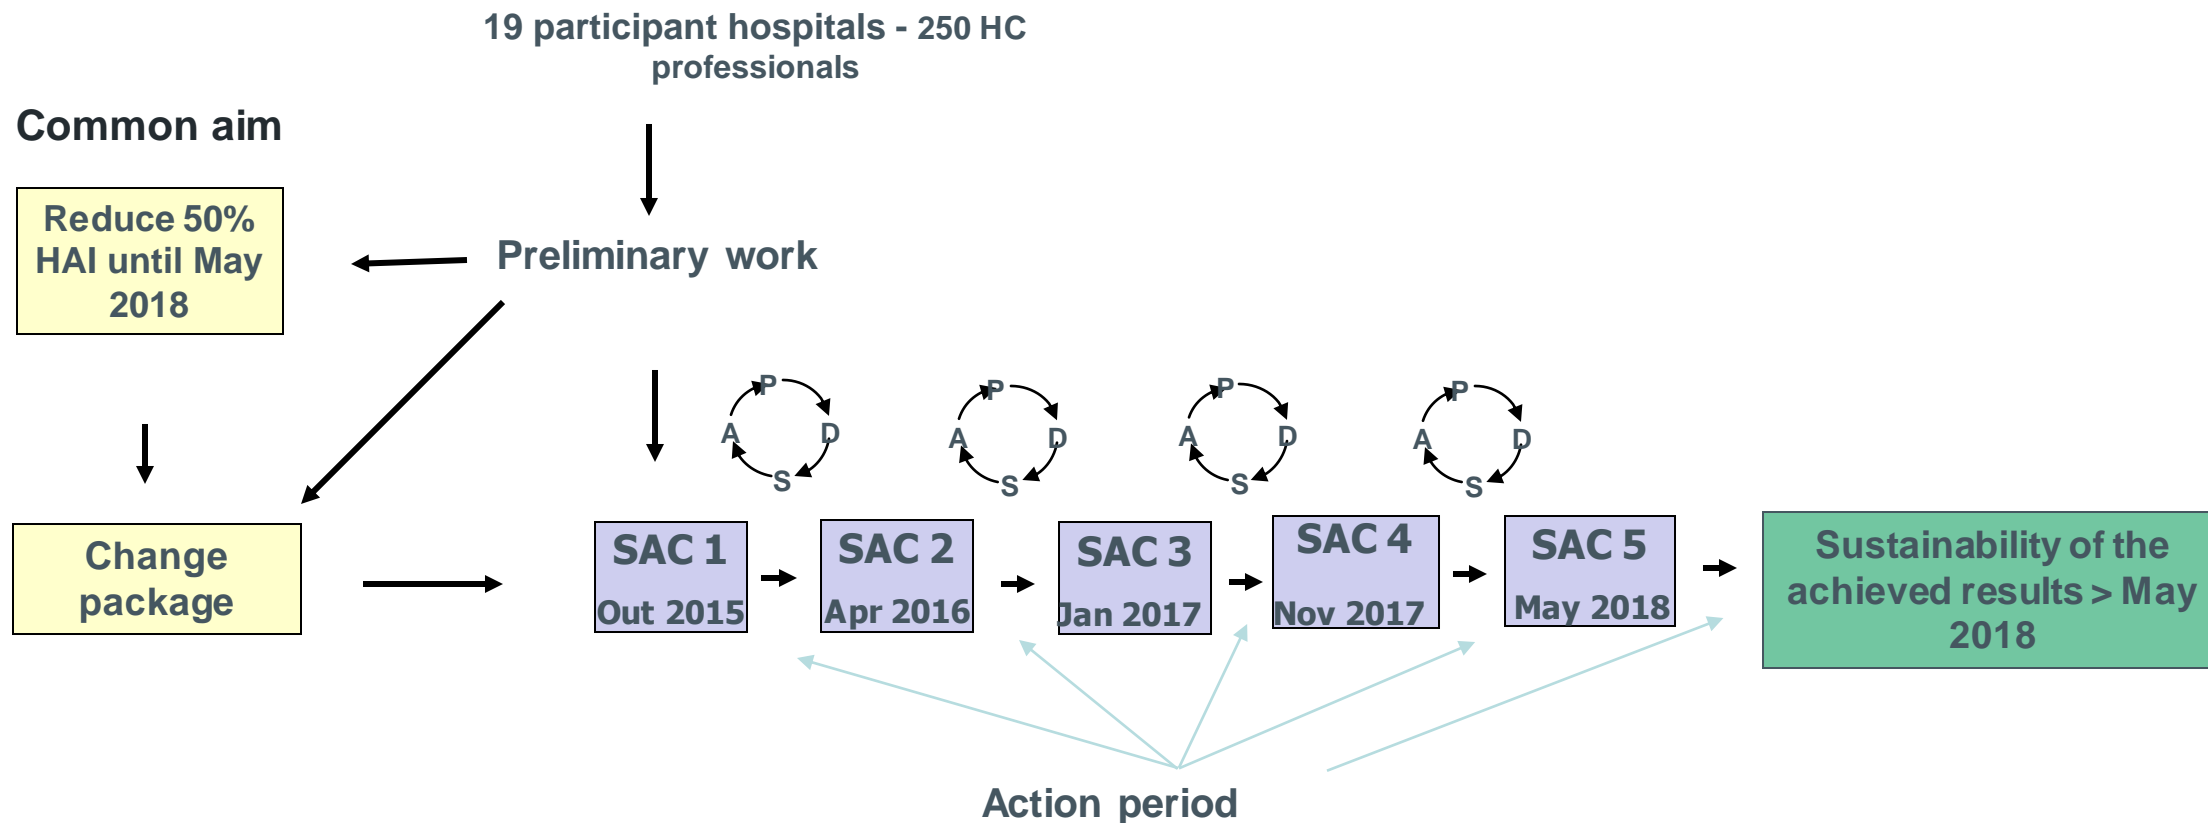 19 participant hospitals - 250 HC
professionals
Common aim
Reduce 50%
HAI until May
2018
Preliminary work
P
A
D
S
P
A
D
S
P
A
D
S
P
A
D
S
Change
package
SAC 1
Out 2015
SAC 2
Apr 2016
SAC 3
Jan 2017
SAC 4
Nov 2017
SAC 5
May 2018
Sustainability of the
achieved results > May
2018
Action period